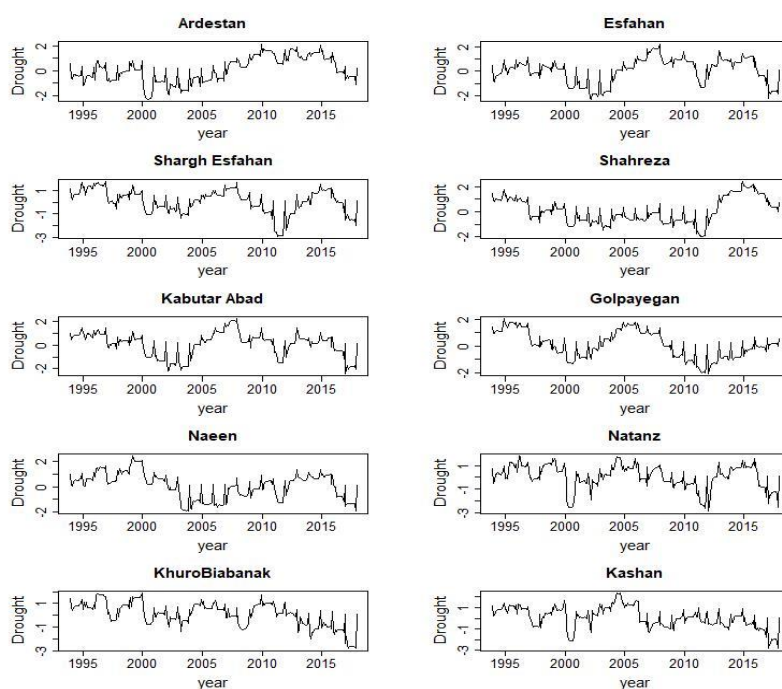 Ardestan
Drought
-2 0 2
1995 2000 2005 2010 2015
year
Esfahan
Drought
-2 0 2
1995 2000 2005 2010 2015
year
Shargh Esfahan
Drought
-3 -1 1
1995 2000 2005 2010 2015
year
Shahreza
Drought
-2 0 2
1995 2000 2005 2010 2015
year
Kabutar Abad
Drought
-2 0 2
1995 2000 2005 2010 2015
year
Golpayegan
Drought
-2 0 2
1995 2000 2005 2010 2015
year
Naeen
Drought
-2 0 2
1995 2000 2005 2010 2015
year
Natanz
Drought
-3 -1 1
1995 2000 2005 2010 2015
year
KhuroBiabanak
Drought
-3 -1 1
1995 2000 2005 2010 2015
year
Kashan
Drought
-3 -1 1
1995 2000 2005 2010 2015
year